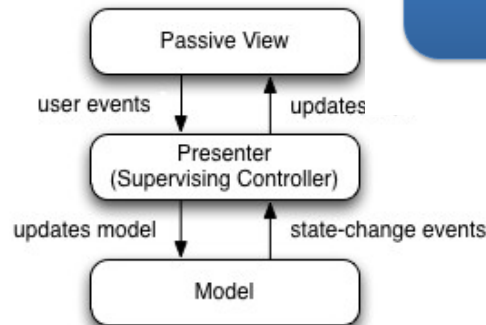 Passive View
user events
updates
Presenter
(Supervising Controller)
updates model
state-change events
Model